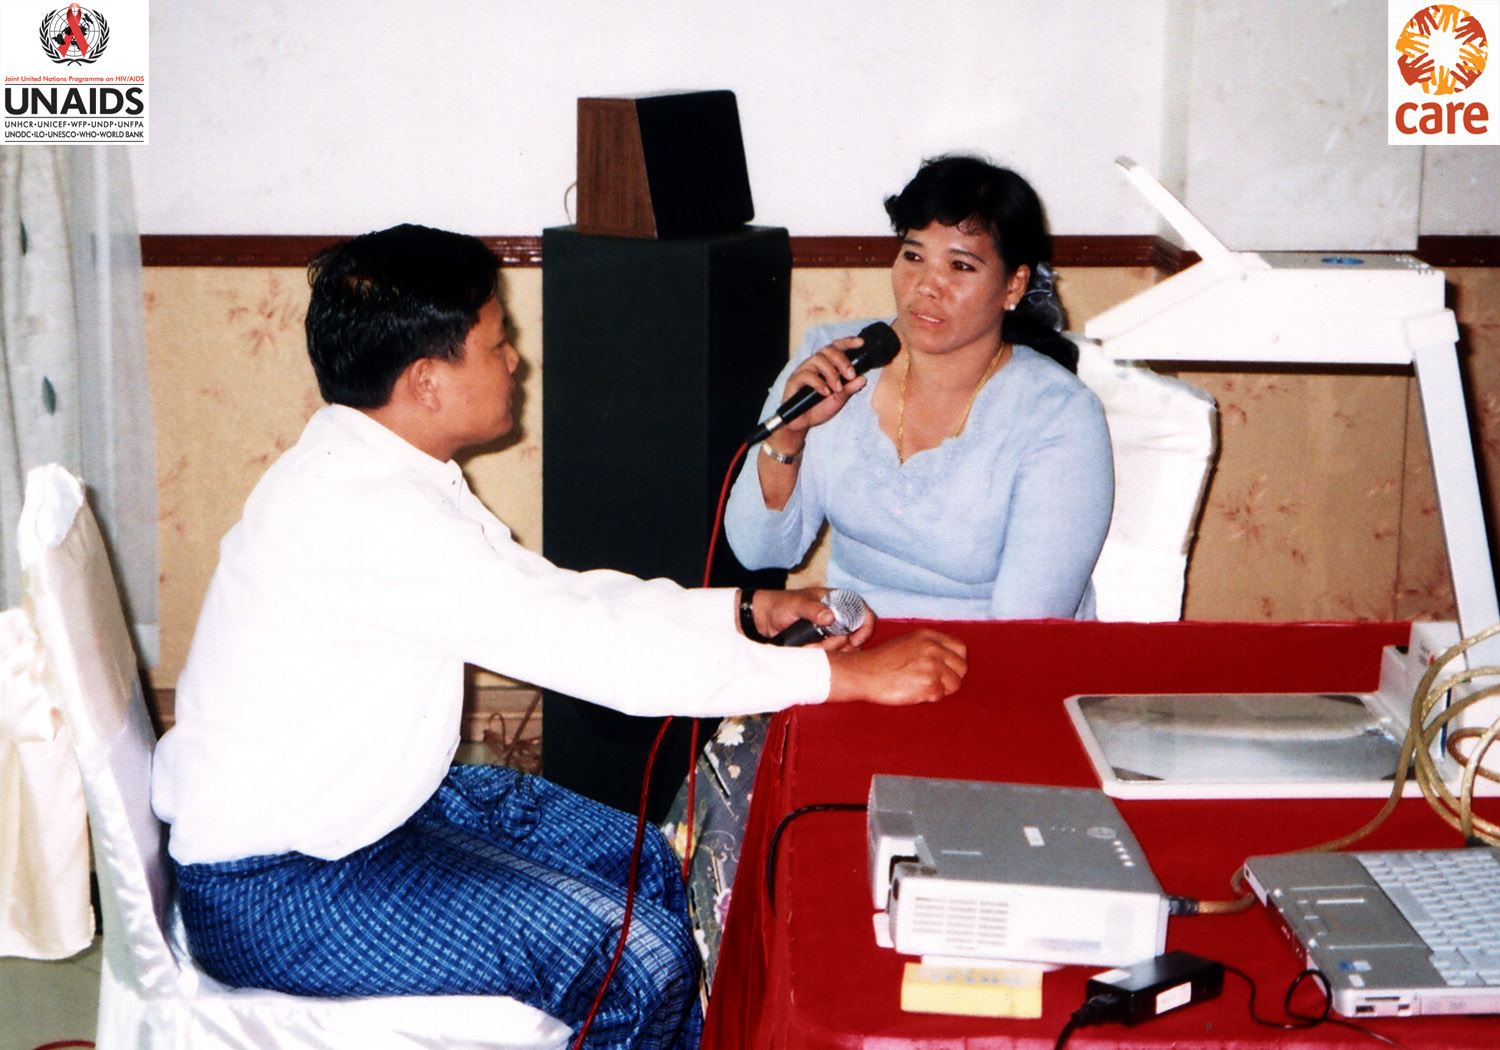 Joint United Nations Programme on HIV/AIDS
UNAIDS
UNHCR•UNICEF•WFP•UNDP•UNFPA
UNODC•ILO•UNESCO•WHO•WORLD BANK
care